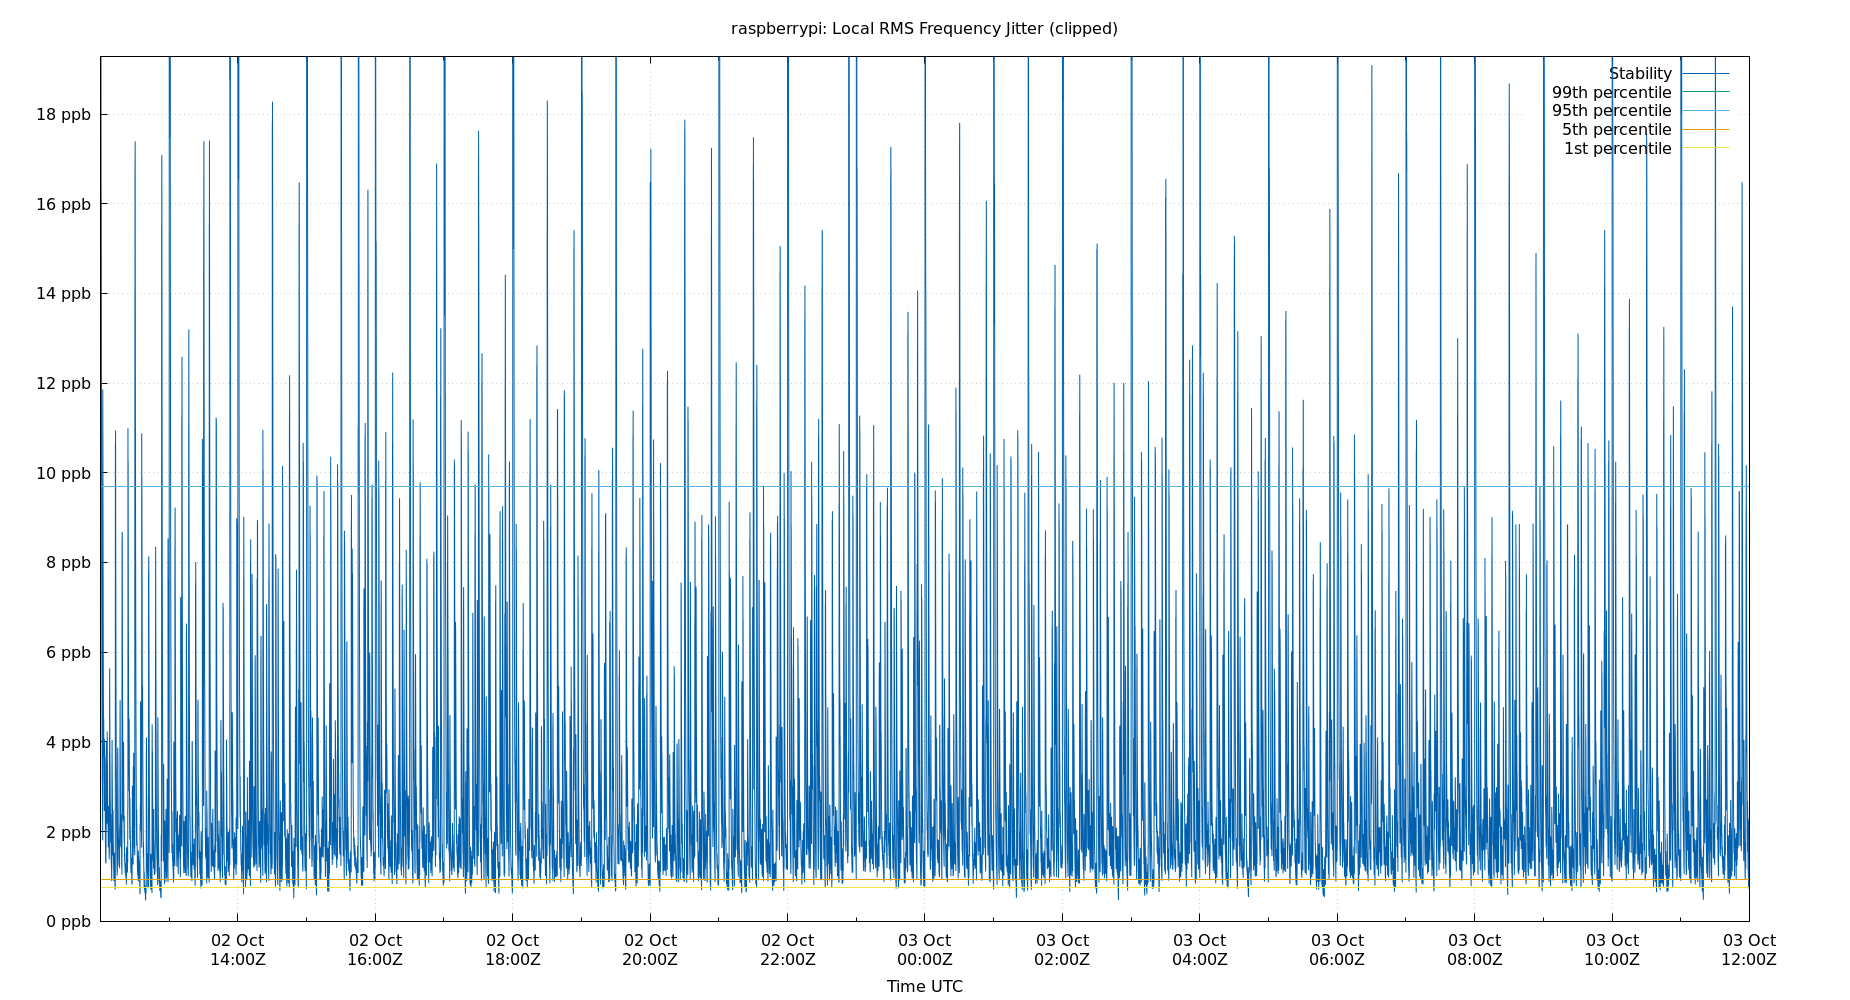 raspberrypi: Local RMS Frequency Jitter (clipped)
Stability
99th percentile
95th percentile
5th percentile
1st percentile
18 ppb
16 ppb
14 ppb
12 ppb
10 ppb
8 ppb
6 ppb
4 ppb
2 ppb
0 ppb
02 Oct 02 Oct 02 Oct 02 Oct 02 Oct 03 Oct 03 Oct 03 Oct 03 Oct 03 Oct 03 Oct 03 Oct
14:00Z 16:00Z 18:00Z 20:00Z 22:00Z 00:00Z 02:00Z 04:00Z 06:00Z 08:00Z 10:00Z 12:00Z
Time UTC